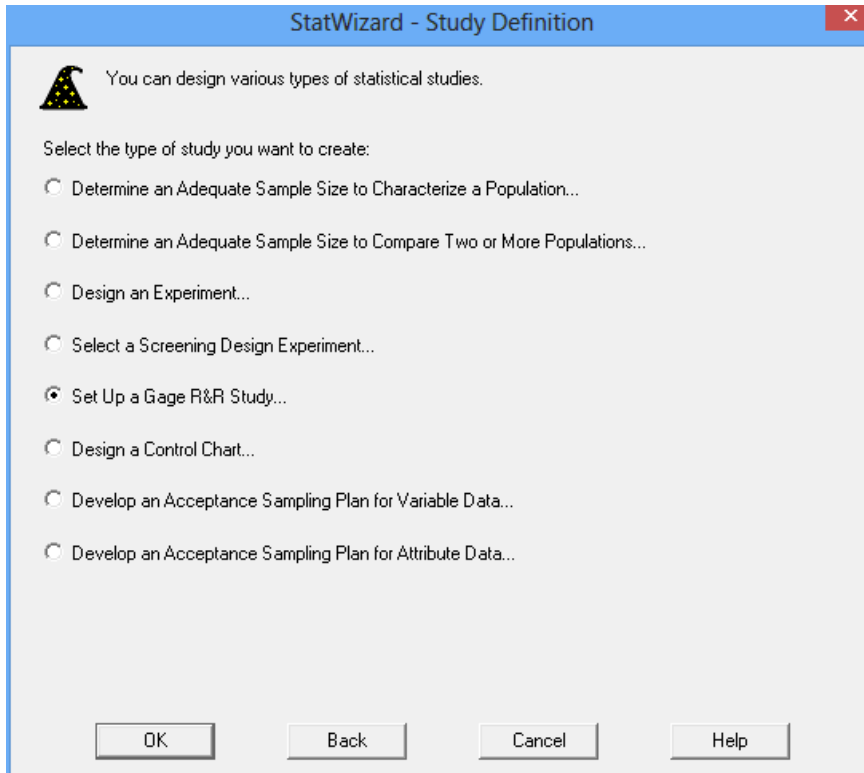 StatWizard - Study Definition
You can design various types of statistical studies.
Select the type of study you want to create:
Determine an Adequate Sample Size to Characterize a Population...
Determine an Adequate Sample Size to Compare Two or More Populations...
Design an Experiment...
Select a Screening Design Experiment...
Set Up a Gage R&R Study...
Design a Control Chart...
Develop an Acceptance Sampling Plan for Variable Data...
Develop an Acceptance Sampling Plan for Attribute Data...
OK Back Cancel Help